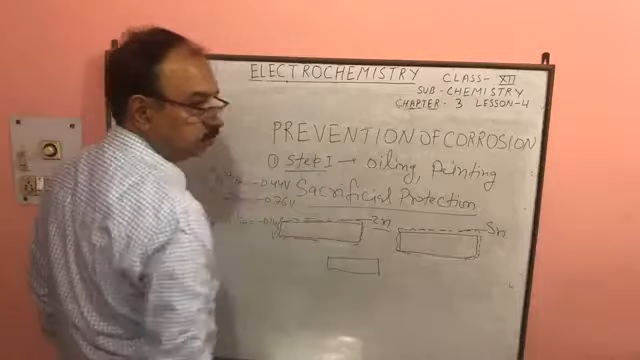 ELECTROCHEMISTRY
CLASS- XII
SUB-CHEMISTRY
CHAPTER-3 LESSON-4
PREVENTION OF CORROSION
① Step I → oiling, Painting
Sacrificial Protection
-0.44V
-0.76V
Zn
Sn